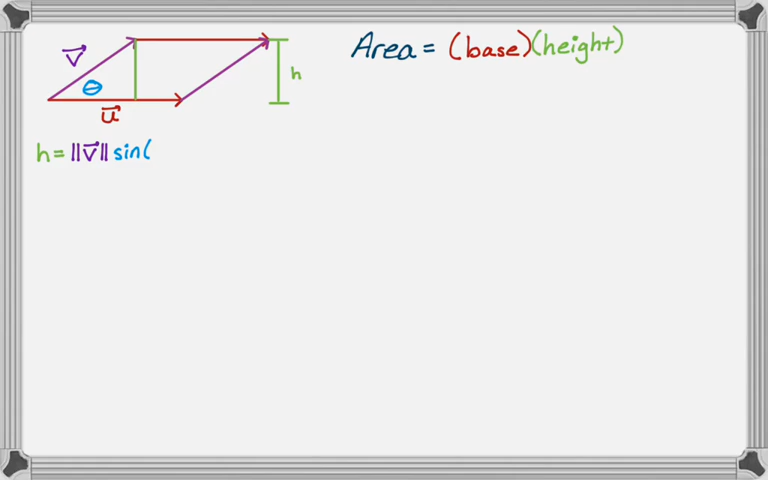 v⃗
θ
u⃗
h
Area = (base)(height)
h = ||v⃗|| sin(